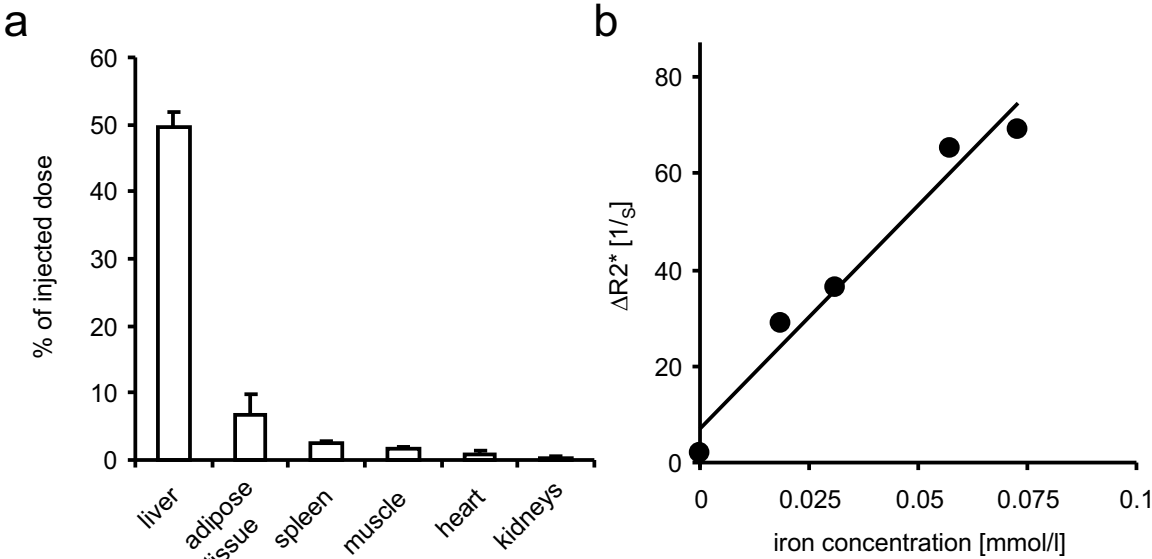 a
60
50
40
30
20
10
0
% of injected dose
liver
adipose
tissue
spleen
muscle
heart
kidneys
b
80
60
40
20
0
ΔR2* [1/s]
0
0.025
0.05
0.075
0.1
iron concentration [mmol/l]